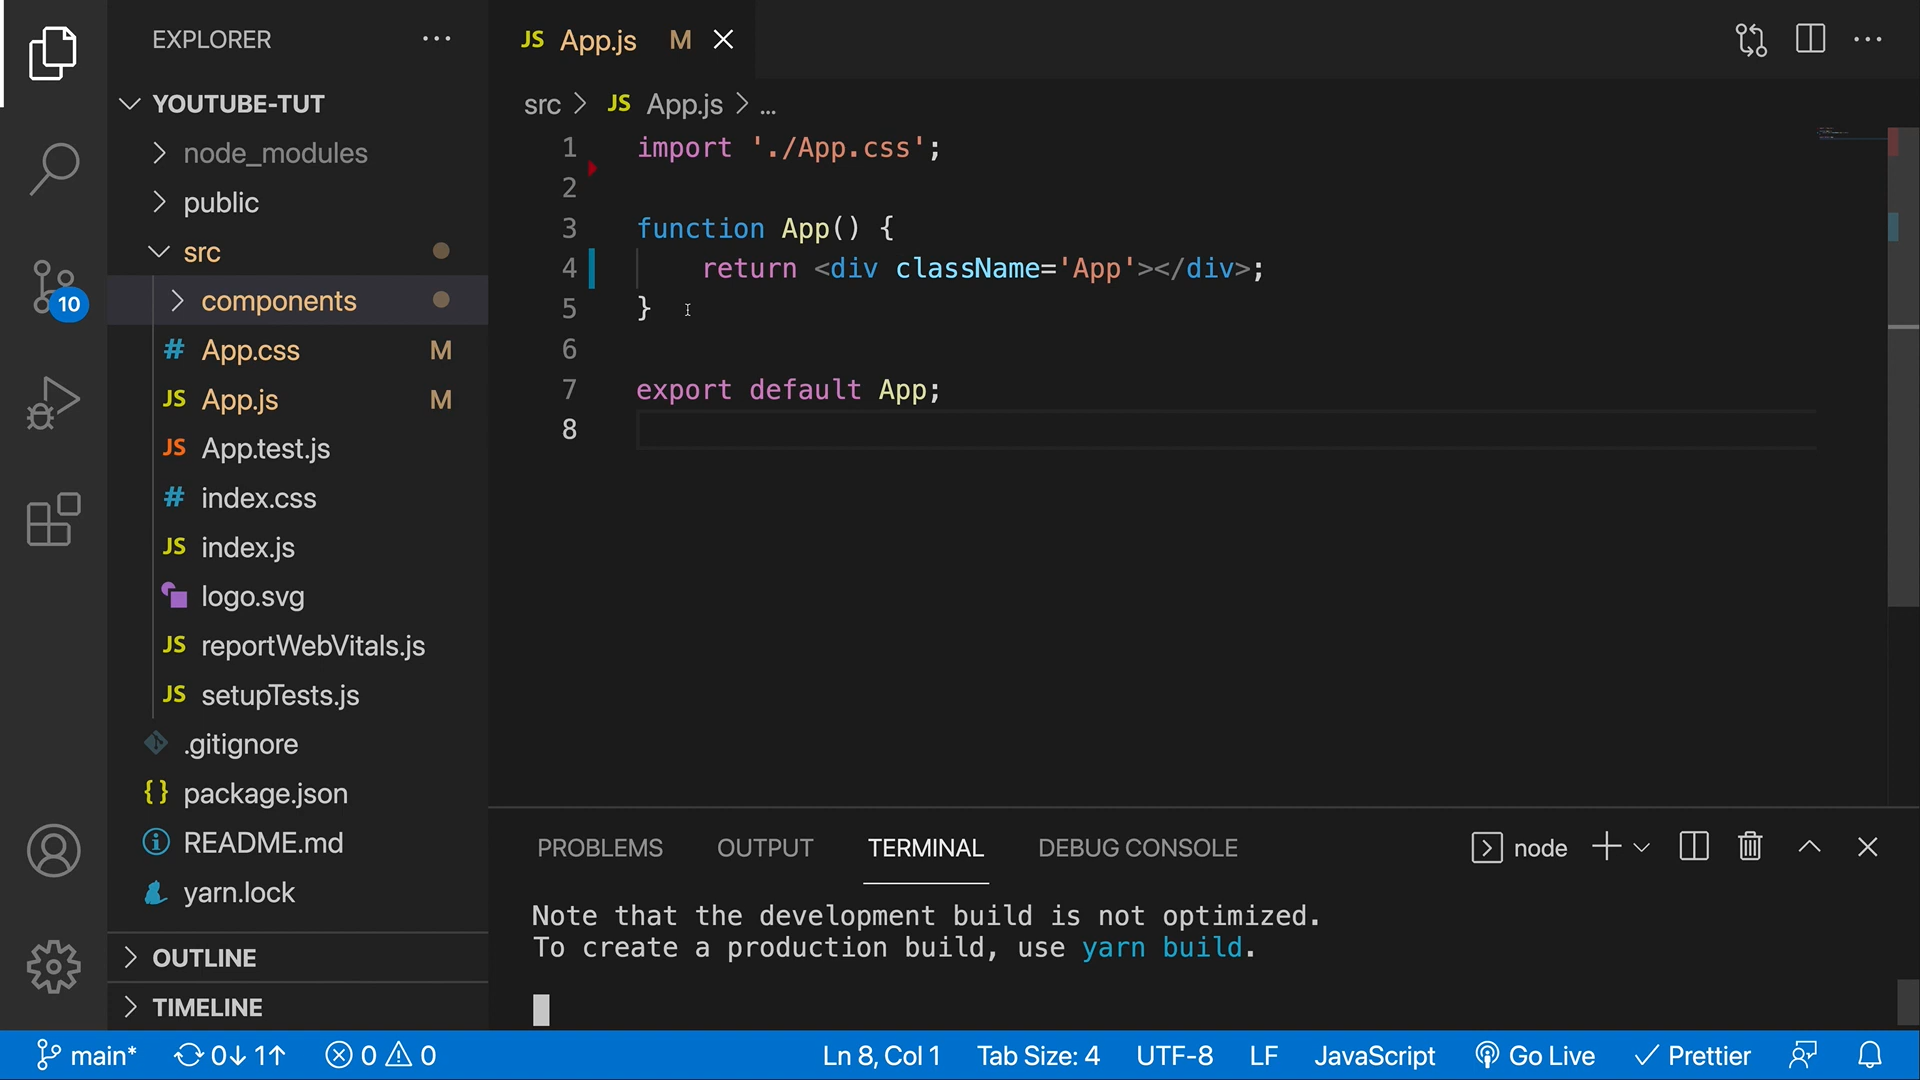 EXPLORER
YOUTUBE-TUT
node_modules
public
src
components
# App.css M
JS App.js M
JS App.test.js
# index.css
JS index.js
logo.svg
JS reportWebVitals.js
JS setupTests.js
.gitignore
{} package.json
README.md
yarn.lock
OUTLINE
TIMELINE
10
JS App.js M
src > JS App.js > ...
1 import './App.css';
2
3 function App() {
4 return <div className='App'></div>;
5 }
6
7 export default App;
8
PROBLEMS OUTPUT TERMINAL DEBUG CONSOLE node
Note that the development build is not optimized.
To create a production build, use yarn build.
main* 0↓ 1↑ 0 0 Ln 8, Col 1 Tab Size: 4 UTF-8 LF JavaScript Go Live Prettier